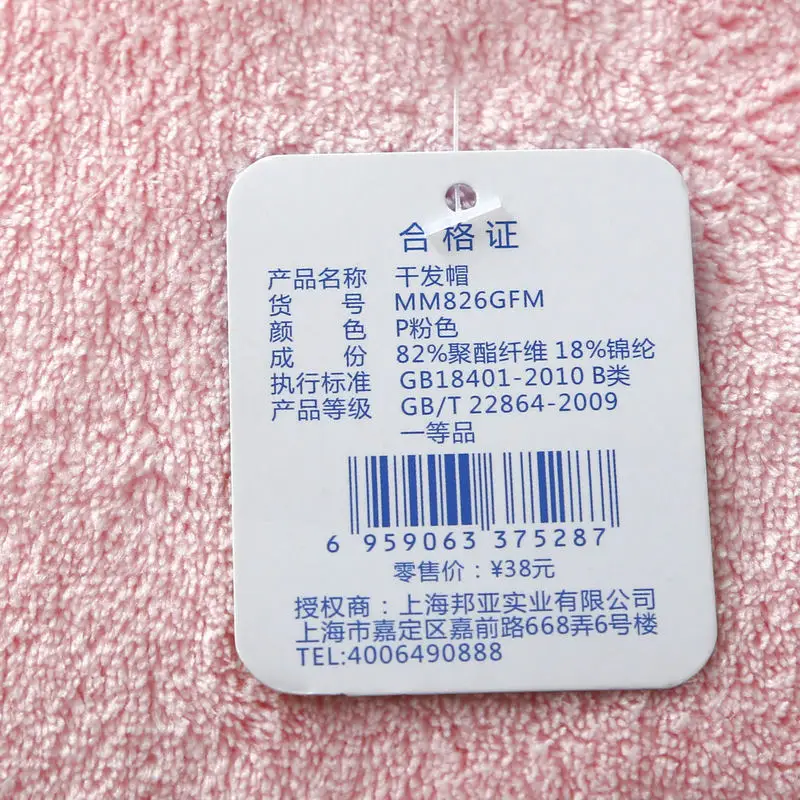 合格证
产品名称 干发帽
货号 MM826GFM
颜色 P粉色
成份 82%聚酯纤维 18%锦纶
执行标准 GB18401-2010 B类
产品等级 GB/T 22864-2009
一等品
6 959063 375287
零售价：¥38元
授权商：上海邦亚实业有限公司
上海市嘉定区嘉前路668弄6号楼
TEL:4006490888